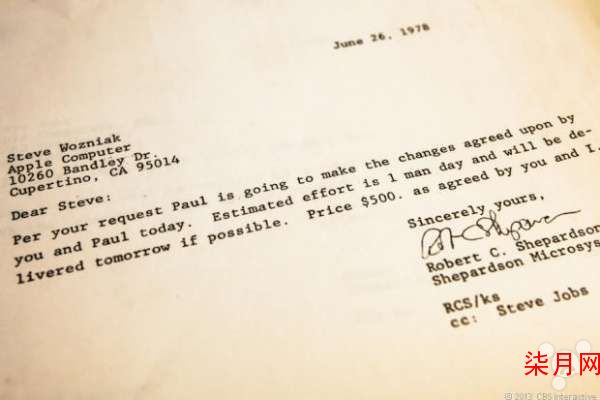 June 26, 1978
Steve Wozniak
Apple Computer
10260 Bandley Dr.
Cupertino, CA 95014
Dear Steve:
Per your request Paul is going to make the changes agreed upon by
you and Paul today. Estimated effort is 1 man day and will be de-
livered tomorrow if possible. Price $500. as agreed by you and I.
Sincerely yours,
Robert C. Shepardson
Shepardson Microsys
RCS/ks
cc: Steve Jobs
柒月网
© 2013 CBS Interactive